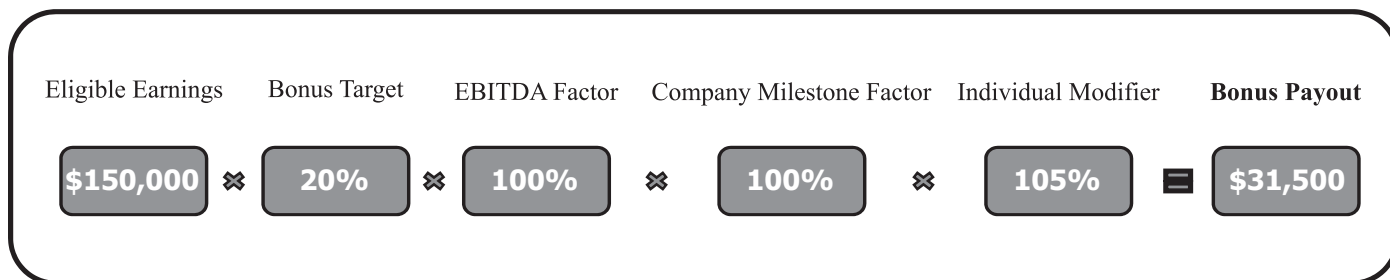 Eligible Earnings Bonus Target EBITDA Factor Company Milestone Factor Individual Modifier Bonus Payout
$150,000 × 20% × 100% × 100% × 105% = $31,500